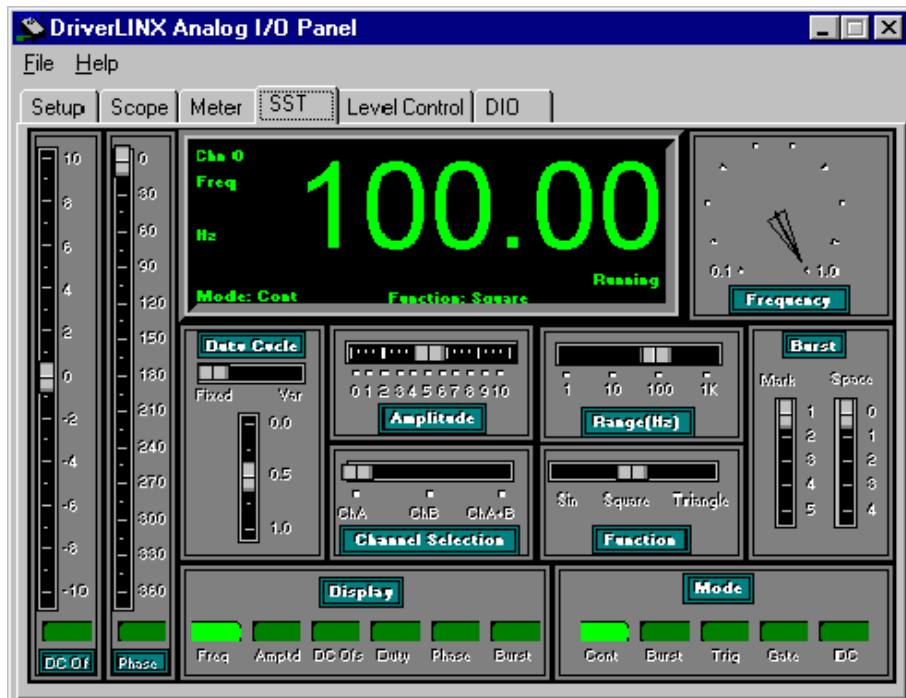 DriverLINX Analog I/O Panel
File Help
Setup Scope Meter SST Level Control DIO
10
8
6
4
2
0
-2
-4
-6
-8
-10
DC Of
0
30
60
90
120
150
180
210
240
270
300
330
360
Phase
Chn 0
Freq
Hz
100.00
Running
Mode: Cont Function: Square
0.1 1.0
Frequency
Duty Cycle
Fixed Var
0.0
0.5
1.0
0 1 2 3 4 5 6 7 8 9 10
Amplitude
1 10 100 1K
Range(Hz)
Burst
Mark Space
1 0
2 1
3 2
4 3
5 4
ChA ChB ChA+B
Channel Selection
Sin Square Triangle
Function
Display
Freq Amptd DC Ofs Duty Phase Burst
Mode
Cont Burst Trig Gate DC